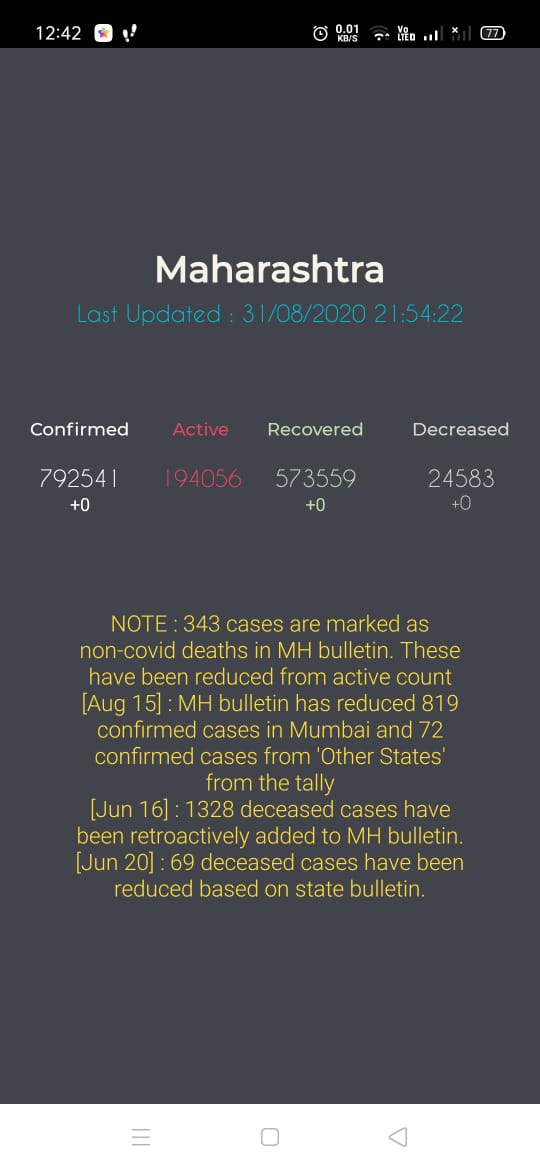 12:42
0.01 KB/S
Vo LTE
77
Maharashtra
Last Updated : 31/08/2020 21:54:22
Confirmed Active Recovered Decreased
792541 194056 573559 24583
+0 +0 +0
NOTE : 343 cases are marked as
non-covid deaths in MH bulletin. These
have been reduced from active count
[Aug 15] : MH bulletin has reduced 819
confirmed cases in Mumbai and 72
confirmed cases from 'Other States'
from the tally
[Jun 16] : 1328 deceased cases have
been retroactively added to MH bulletin.
[Jun 20] : 69 deceased cases have been
reduced based on state bulletin.